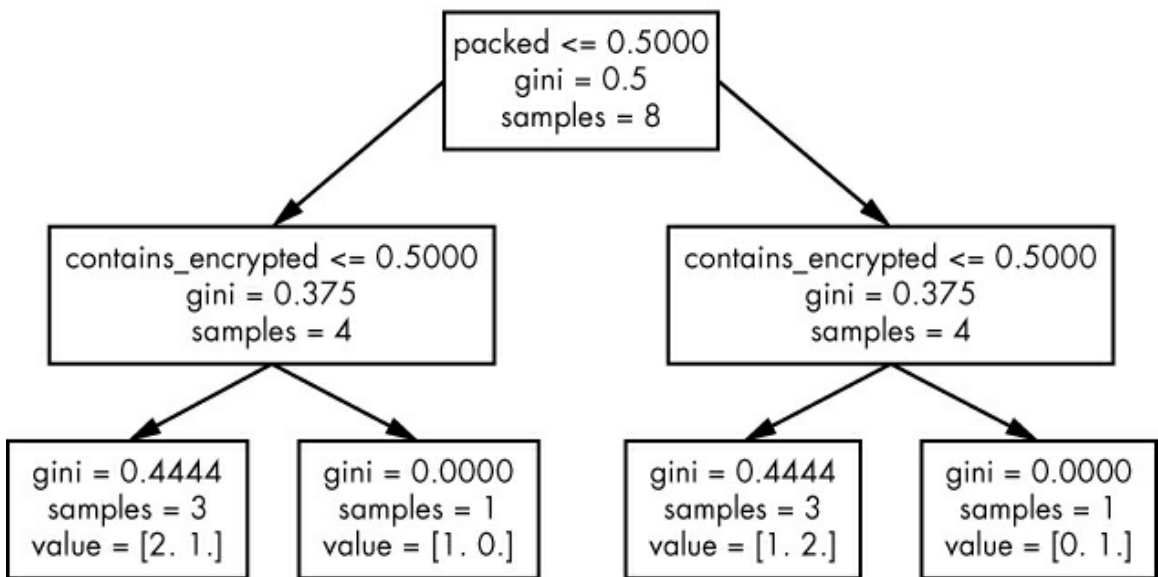 packed <= 0.5000
gini = 0.5
samples = 8
contains_encrypted <= 0.5000
gini = 0.375
samples = 4
contains_encrypted <= 0.5000
gini = 0.375
samples = 4
gini = 0.4444
samples = 3
value = [2. 1.]
gini = 0.0000
samples = 1
value = [1. 0.]
gini = 0.4444
samples = 3
value = [1. 2.]
gini = 0.0000
samples = 1
value = [0. 1.]